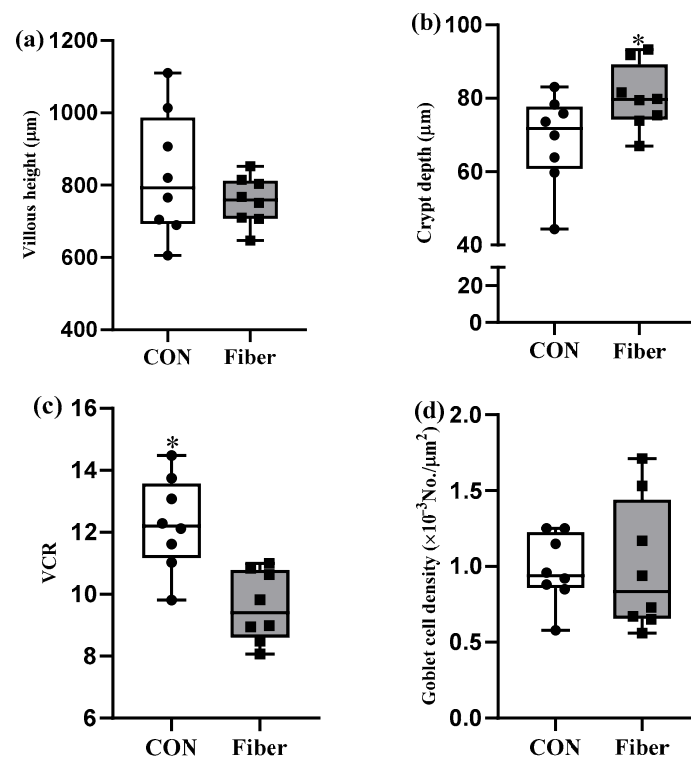 (a)
Villous height (μm)
1200
1000
800
600
400
CON Fiber
(b)
Crypt depth (μm)
100
80
60
40
20
0
*
CON Fiber
(c)
VCR
16
14
12
10
8
6
*
CON Fiber
(d)
Goblet cell density (×10⁻³No./μm²)
2.0
1.5
1.0
0.5
0.0
CON Fiber